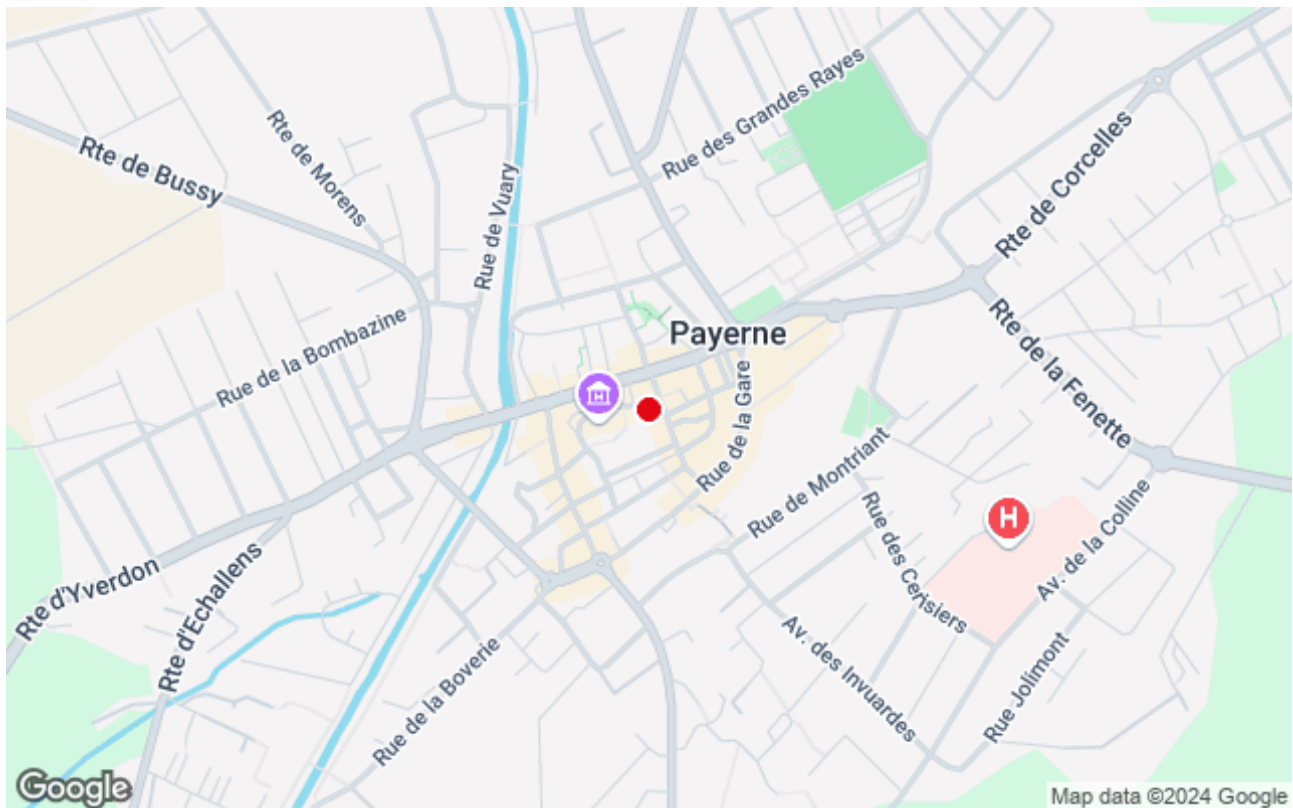 Rue des Grandes Rayes
Rte de Morens
Rte de Bussy
Rue de Vuary
Rte de Corcelles
Rue de la Bombazine
Payerne
Rte de la Fenette
Rue de la Gare
Rue de Montriant
H
Rue des Cerisiers
Av. de la Colline
Rte d'Yverdon
Rte d'Echallens
Rue de la Boverie
Av. des Invuardes
Rue Jolimont
Google
Map data ©2024 Google